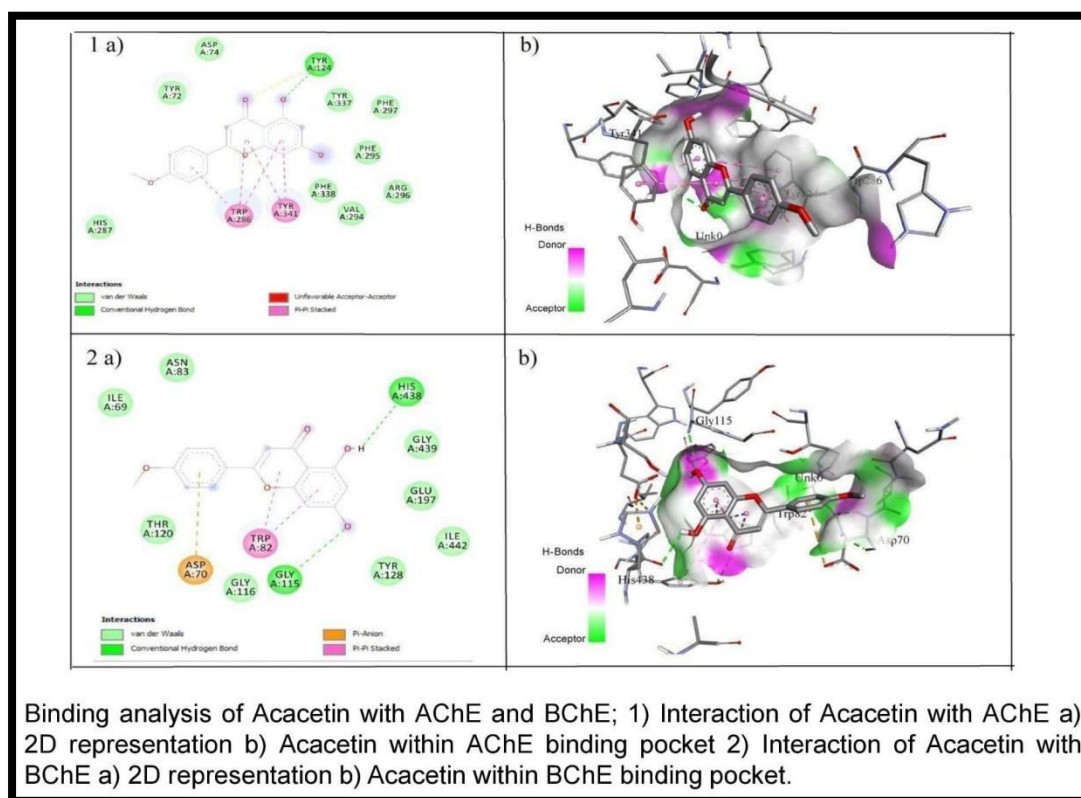 1 a)
ASP
A:74
TYR
A:124
TYR
A:72
TYR
A:337
PHE
A:297
PHE
A:295
PHE
A:338
ARG
A:296
VAL
A:294
TRP
A:286
TYR
A:341
HIS
A:287
Interactions
van der Waals
Conventional Hydrogen Bond
Unfavorable Acceptor-Acceptor
Pi-Pi Stacked
b)
Tyr341
Unk0
H-Bonds
Donor
Acceptor
2 a)
ASN
A:83
ILE
A:69
HIS
A:438
H
GLY
A:439
GLU
A:197
ILE
A:442
THR
A:120
TRP
A:82
ASP
A:70
GLY
A:116
GLY
A:115
TYR
A:128
Interactions
van der Waals
Conventional Hydrogen Bond
Pi-Anion
Pi-Pi Stacked
b)
Gly115
Unk0
Trp82
Asp70
His438
H-Bonds
Donor
Acceptor
Binding analysis of Acacetin with AChE and BChE; 1) Interaction of Acacetin with AChE a)
2D representation b) Acacetin within AChE binding pocket 2) Interaction of Acacetin with
BChE a) 2D representation b) Acacetin within BChE binding pocket.